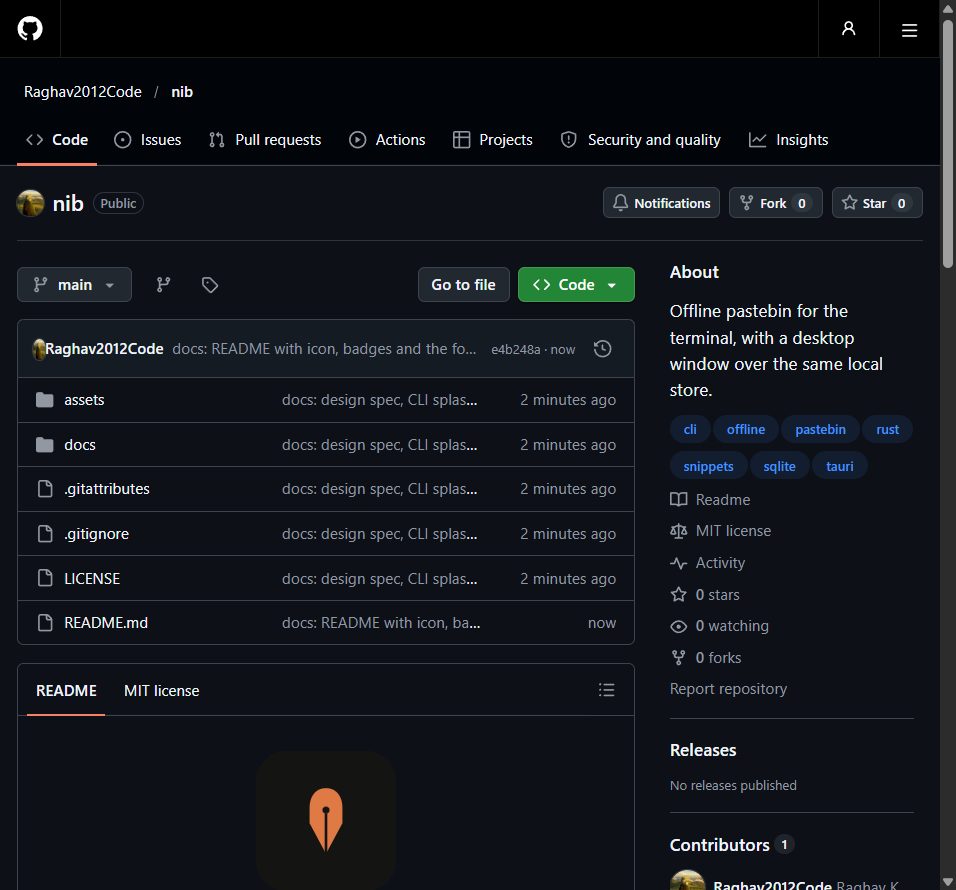 Raghav2012Code / nib
Code Issues Pull requests Actions Projects Security and quality Insights
nib Public Notifications Fork 0 Star 0
main Go to file Code
Raghav2012Code docs: README with icon, badges and the fo... e4b248a · now
assets docs: design spec, CLI splas... 2 minutes ago
docs docs: design spec, CLI splas... 2 minutes ago
.gitattributes docs: design spec, CLI splas... 2 minutes ago
.gitignore docs: design spec, CLI splas... 2 minutes ago
LICENSE docs: design spec, CLI splas... 2 minutes ago
README.md docs: README with icon, ba... now
README MIT license
About
Offline pastebin for the
terminal, with a desktop
window over the same local
store.
cli offline pastebin rust
snippets sqlite tauri
Readme
MIT license
Activity
0 stars
0 watching
0 forks
Report repository
Releases
No releases published
Contributors 1
Raghav2012Code Raghav K